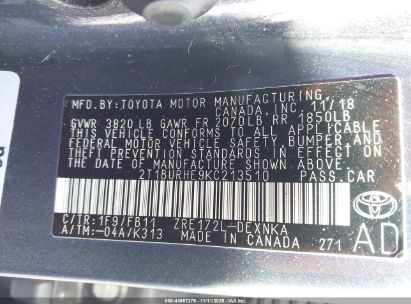 MFD.BY:TOYOTA MOTOR MANUFACTURING
CANADA INC. 11/18
GVWR 3820 LB GAWR FR 2070LB RR 1850LB
THIS VEHICLE CONFORMS TO ALL APPLICABLE
FEDERAL MOTOR VEHICLE SAFETY, BUMPER, AND
THEFT PREVENTION STANDARDS IN EFFECT ON
THE DATE OF MANUFACTURE SHOWN ABOVE.
2T1BURHE9KC213510 PASS.CAR
C/TR:1F9/FB11 ZRE172L-DEXNKA
A/TM:-04A/K313 MADE IN CANADA 271
TOYOTA
AD